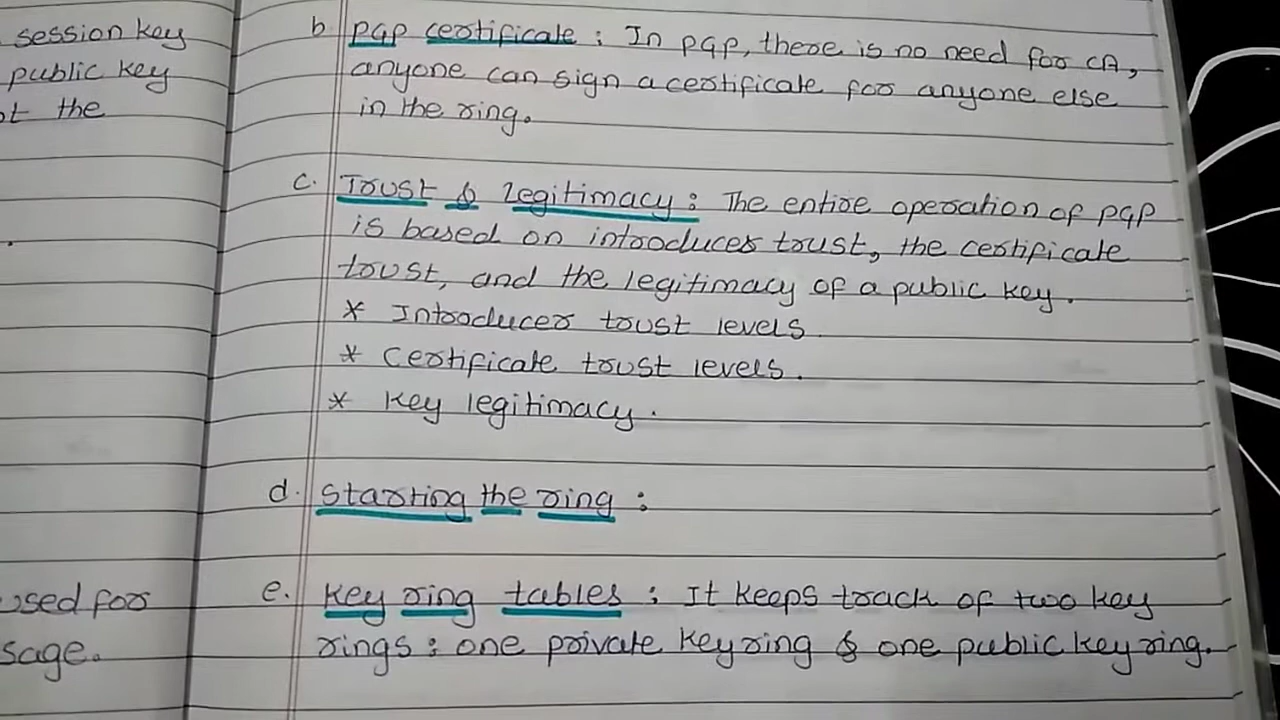 session key
public key
the
b PGP certificate : In PGP, there is no need for CA,
anyone can sign a certificate for anyone else
in the ring.
c. Trust & Legitimacy : The entire operation of PGP
is based on introducer trust, the certificate
trust, and the legitimacy of a public key.
* Introducer trust levels
* Certificate trust levels.
* Key legitimacy.
d. Starting the ring :
e. Key ring tables : It keeps track of two key
rings : one private key ring & one public key ring.
used for
sage.